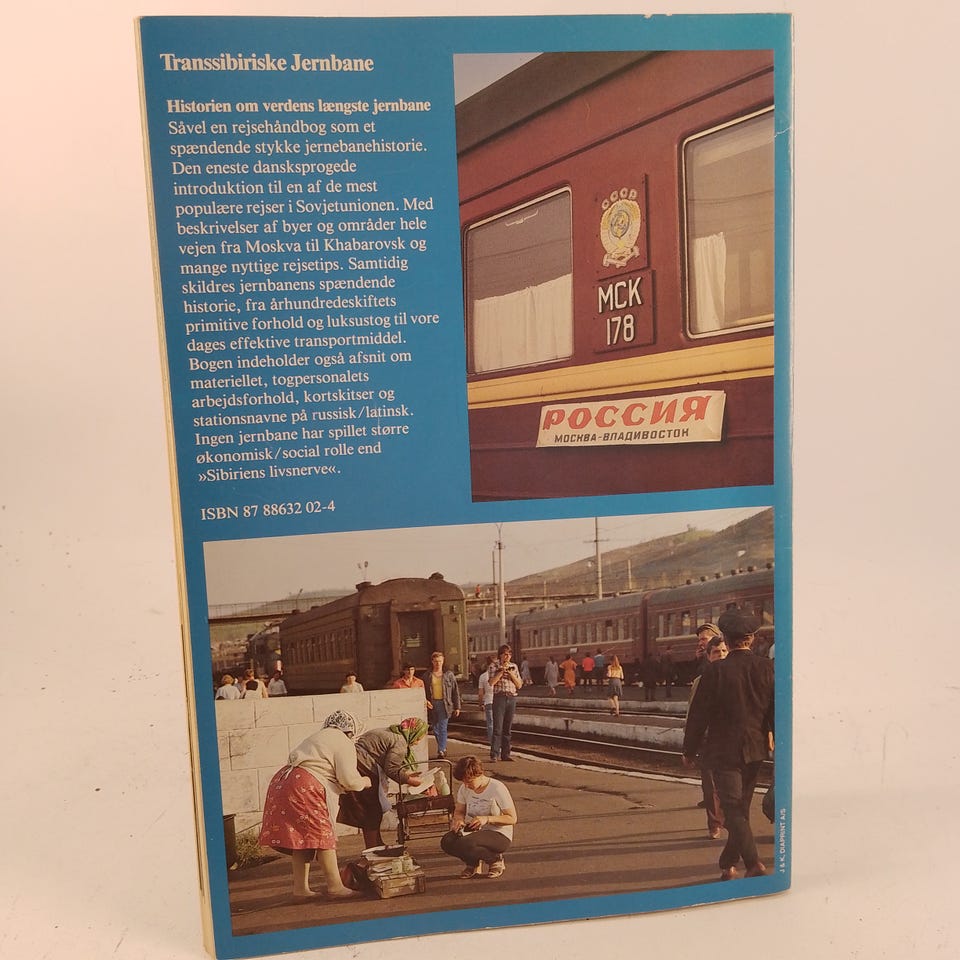 Transsibiriske Jernbane
Historien om verdens længste jernbane
Såvel en rejsehåndbog som et
spændende stykke jernebanehistorie.
Den eneste dansksprogede
introduktion til en af de mest
populære rejser i Sovjetunionen. Med
beskrivelser af byer og områder hele
vejen fra Moskva til Khabarovsk og
mange nyttige rejsetips. Samtidig
skildres jernbanens spændende
historie, fra århundredeskiftets
primitive forhold og luksustog til vore
dages effektive transportmiddel.
Bogen indeholder også afsnit om
materiellet, togpersonalets
arbejdsforhold, kortskitser og
stationsnavne på russisk/latinsk.
Ingen jernbane har spillet større
økonomisk/social rolle end
»Sibiriens livsnerve«.
ISBN 87 88632 02-4
СССР
МСК
178
РОССИЯ
МОСКВА-ВЛАДИВОСТОК
J & K, DIAPRINT A/S